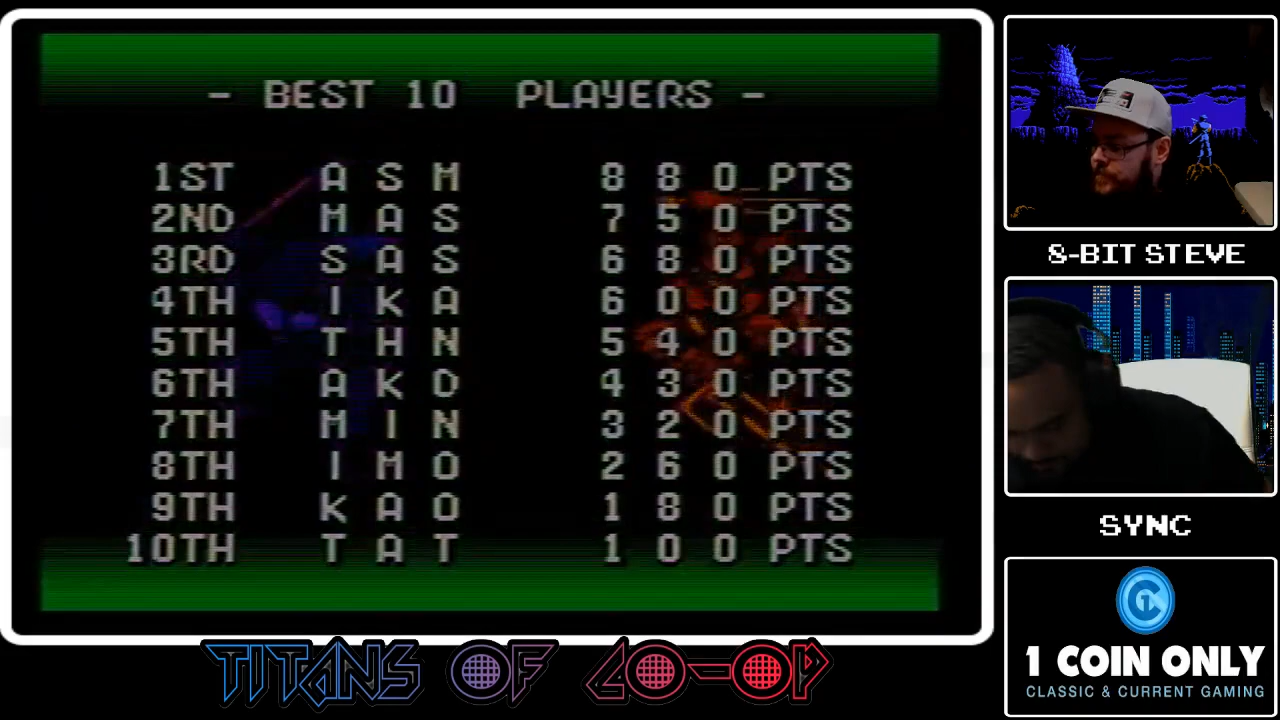 - BEST 10 PLAYERS -
1ST A S M 8 8 0 PTS
2ND M A S 7 5 0 PTS
3RD S A S 6 8 0 PTS
4TH I K A 6 0 0 PTS
5TH T H N 5 4 0 PTS
6TH A K D 4 3 0 PTS
7TH M I N 3 2 0 PTS
8TH I M O 2 6 0 PTS
9TH K A O 1 8 0 PTS
10TH T A T 1 0 0 PTS
TITANS OF CO-OP
8-BIT STEVE
SYNC
C1
1 COIN ONLY
CLASSIC & CURRENT GAMING